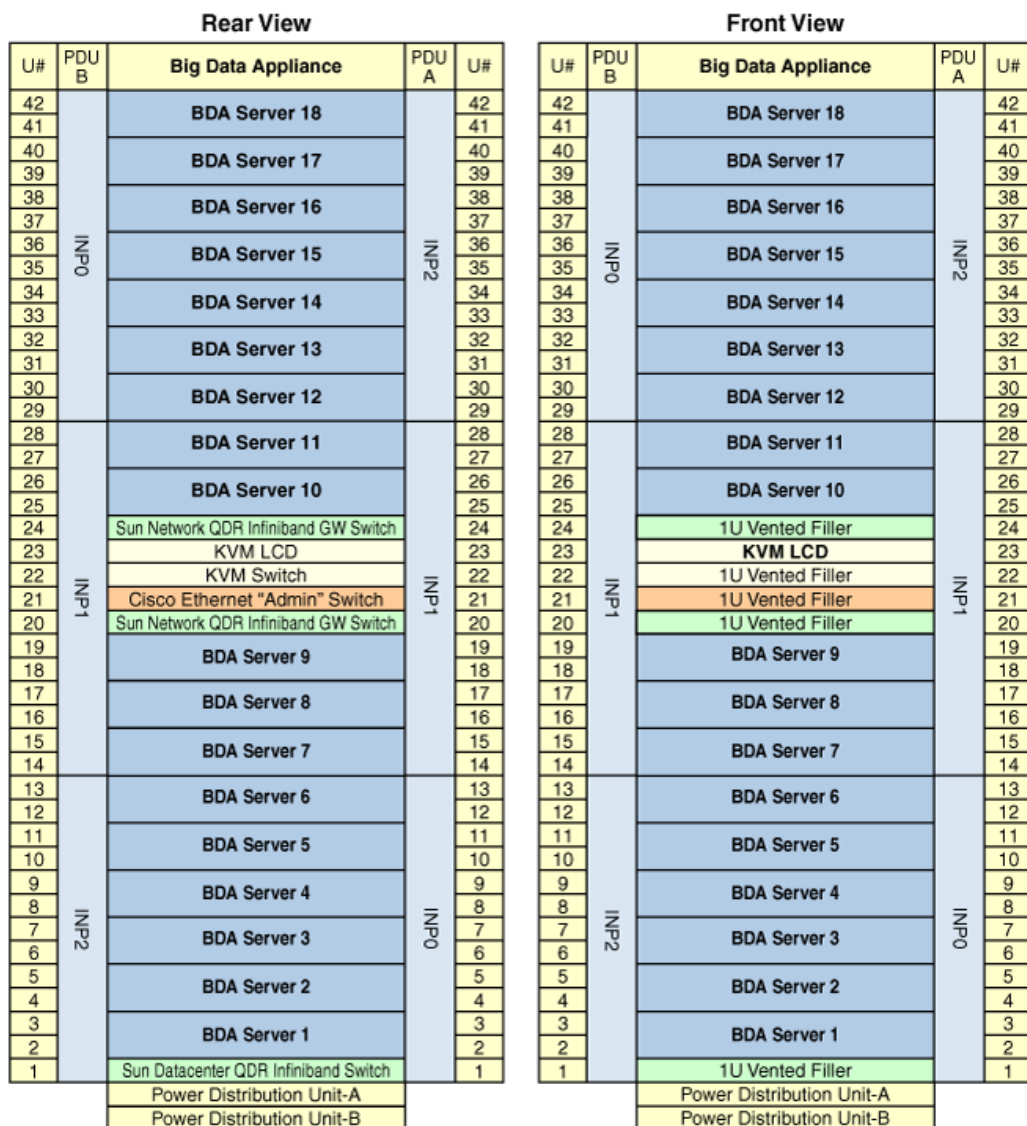 Rear View
U# PDU B Big Data Appliance PDU A U#
42 BDA Server 18 42
41 41
40 BDA Server 17 40
39 39
38 BDA Server 16 38
37 37
36 INP0 BDA Server 15 INP2 36
35 35
34 BDA Server 14 34
33 33
32 BDA Server 13 32
31 31
30 BDA Server 12 30
29 29
28 BDA Server 11 28
27 27
26 BDA Server 10 26
25 25
24 Sun Network QDR Infiniband GW Switch 24
23 KVM LCD 23
22 KVM Switch 22
21 INP1 Cisco Ethernet “Admin” Switch INP1 21
20 Sun Network QDR Infiniband GW Switch 20
19 BDA Server 9 19
18 18
17 BDA Server 8 17
16 16
15 BDA Server 7 15
14 14
13 BDA Server 6 13
12 12
11 BDA Server 5 11
10 10
9 BDA Server 4 9
8 8
7 INP2 BDA Server 3 INP0 7
6 6
5 BDA Server 2 5
4 4
3 BDA Server 1 3
2 2
1 Sun Datacenter QDR Infiniband Switch 1
Power Distribution Unit-A
Power Distribution Unit-B
Front View
U# PDU B Big Data Appliance PDU A U#
42 BDA Server 18 42
41 41
40 BDA Server 17 40
39 39
38 BDA Server 16 38
37 37
36 INP0 BDA Server 15 INP2 36
35 35
34 BDA Server 14 34
33 33
32 BDA Server 13 32
31 31
30 BDA Server 12 30
29 29
28 BDA Server 11 28
27 27
26 BDA Server 10 26
25 25
24 1U Vented Filler 24
23 KVM LCD 23
22 1U Vented Filler 22
21 INP1 1U Vented Filler INP1 21
20 1U Vented Filler 20
19 BDA Server 9 19
18 18
17 BDA Server 8 17
16 16
15 BDA Server 7 15
14 14
13 BDA Server 6 13
12 12
11 BDA Server 5 11
10 10
9 BDA Server 4 9
8 8
7 INP2 BDA Server 3 INP0 7
6 6
5 BDA Server 2 5
4 4
3 BDA Server 1 3
2 2
1 1U Vented Filler 1
Power Distribution Unit-A
Power Distribution Unit-B